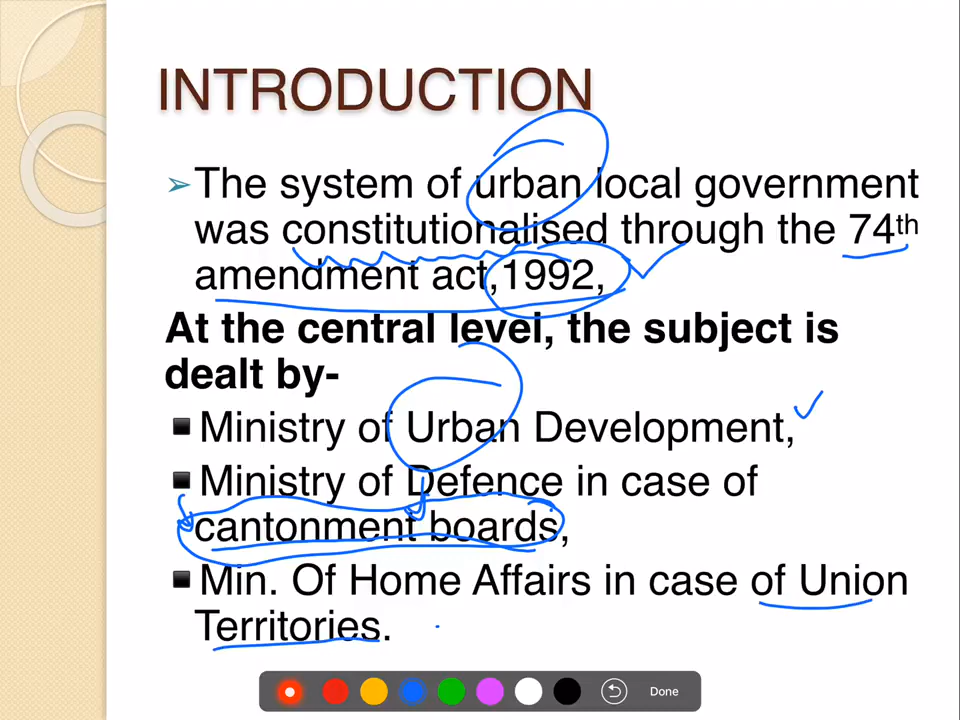 INTRODUCTION
➢The system of urban local government
was constitutionalised through the 74th
amendment act,1992,
At the central level, the subject is
dealt by-
▪Ministry of Urban Development,
▪Ministry of Defence in case of
cantonment boards,
▪Min. Of Home Affairs in case of Union
Territories.
Done